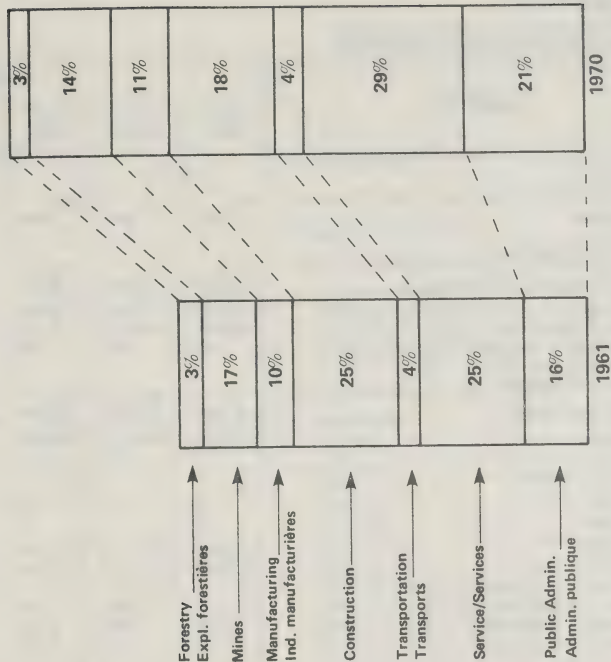 Forestry
Expl. forestières
Mines
Manufacturing
Ind. manufacturières
Construction
Transportation
Transports
Service/Services
Public Admin.
Admin. publique
3%
17%
10%
25%
4%
25%
16%
1961
3%
14%
11%
18%
4%
29%
21%
1970